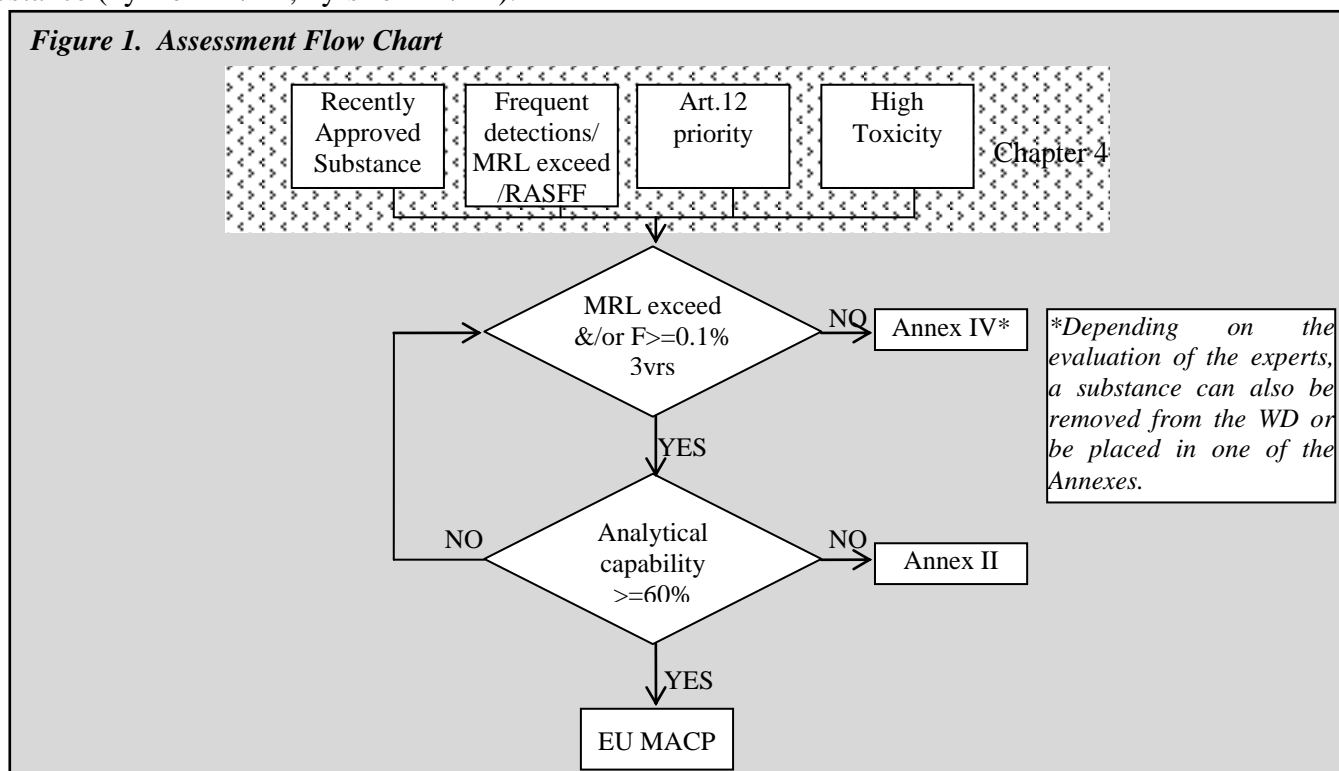 Figure 1. Assessment Flow Chart
Recently
Approved
Substance
Frequent
detections/
MRL exceed
/RASFF
Art.12
priority
High
Toxicity
Chapter 4
MRL exceed
&/or F>=0.1%
3yrs
NO
Annex IV*
*Depending on the
evaluation of the experts,
a substance can also be
removed from the WD or
be placed in one of the
Annexes.
YES
NO
Analytical
capability
>=60%
NO
Annex II
YES
EU MACP